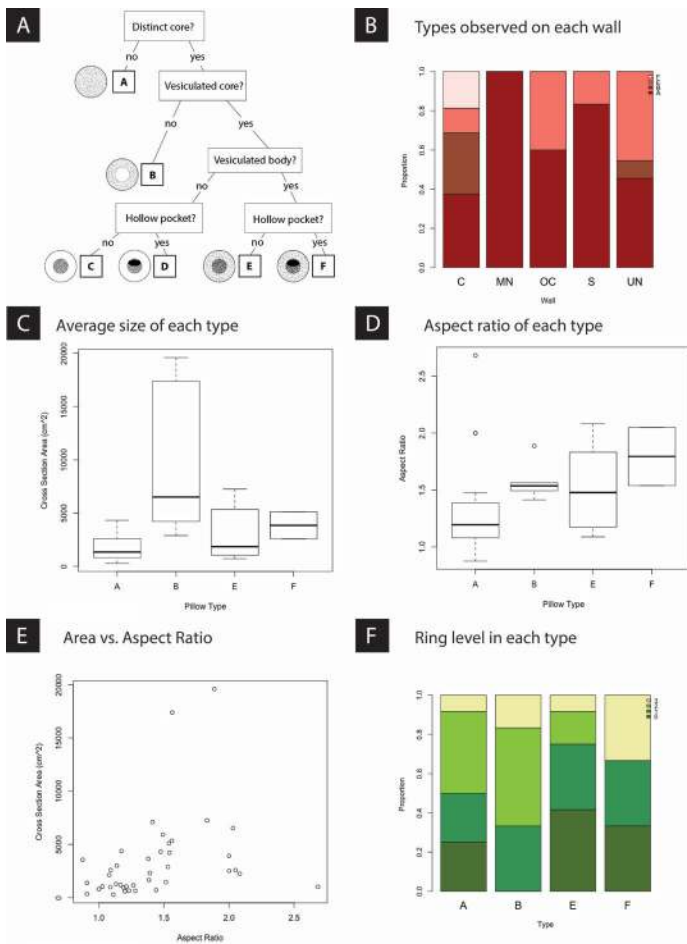 A
Distinct core?
no
yes
A
Vesiculated core?
no
yes
B
Vesiculated body?
no
yes
Hollow pocket?
Hollow pocket?
no
yes
no
yes
C
D
E
F
B Types observed on each wall
Proportion
1.0
0.8
0.6
0.4
0.2
0.0
C MN OC S UN
Wall
C Average size of each type
Cross Section Area (cm^2)
20000
15000
10000
5000
0
A B E F
Pillow Type
D Aspect ratio of each type
Aspect Ratio
2.5
2.0
1.5
1.0
A B E F
Pillow Type
E Area vs. Aspect Ratio
Cross Section Area (cm^2)
20000
15000
10000
5000
0
1.0 1.5 2.0 2.5
Aspect Ratio
F Ring level in each type
Proportion
1.0
0.8
0.6
0.4
0.2
0.0
A B E F
Type